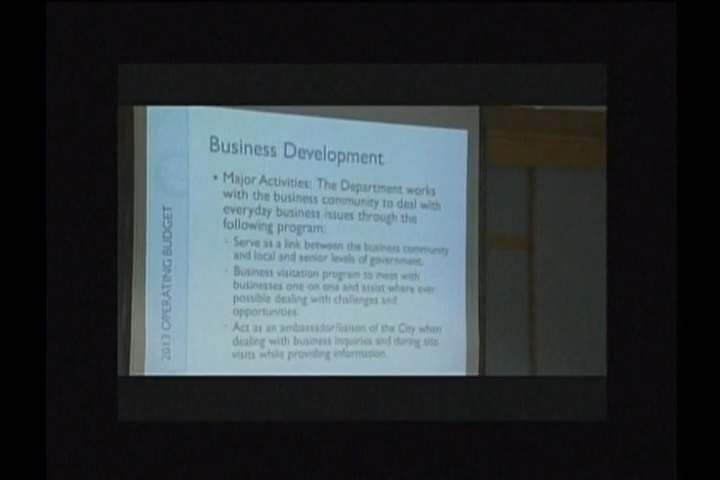 Business Development
• Major Activities: The Department works
with the business community to deal with
everyday business issues through the
following program:
• Serve as a link between the business community
and local and senior levels of government.
• Business visitation program to meet with
businesses one on one and assist where ever
possible dealing with challenges and
opportunities.
• Act as an ambassador/liaison of the City when
dealing with business inquiries and during site
visits while providing information.
2013 OPERATING BUDGET